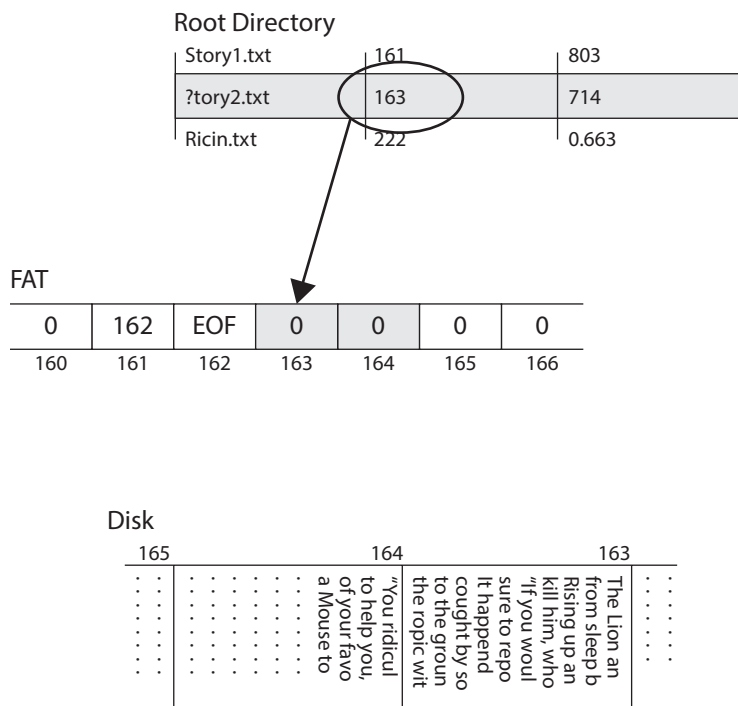 Root Directory
Story1.txt 161 803
?tory2.txt 163 714
Ricin.txt 222 0.663
FAT
0 162 EOF 0 0 0 0
160 161 162 163 164 165 166
Disk
165 164 163
The Lion an
from sleep b
Rising up an
kill him, who
"If you woul
sure to repo
It happend
cought by so
to the groun
the ropic wit
"You ridicul
to help you,
of your favo
a Mouse to